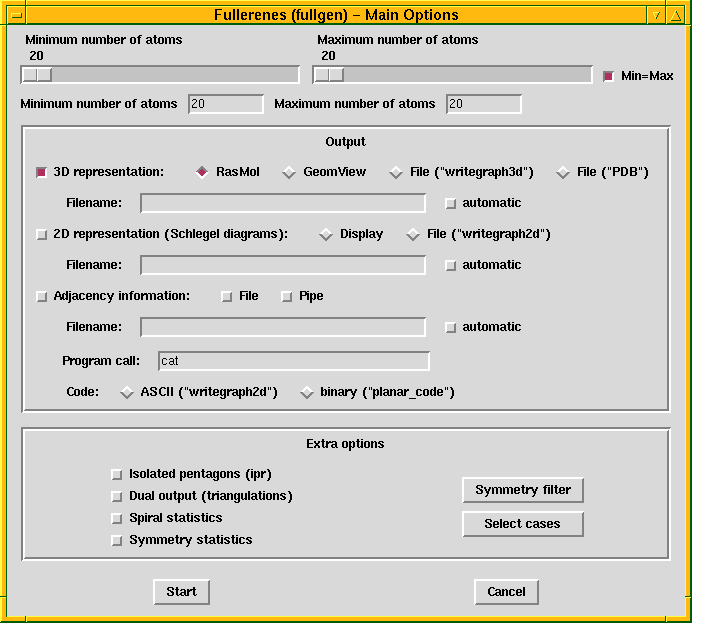 Fullerenes (fullgen) – Main Options
Minimum number of atoms Maximum number of atoms
20 20
Min=Max
Minimum number of atoms 20 Maximum number of atoms 20
Output
3D representation: RasMol GeomView File ("writegraph3d") File ("PDB")
Filename: automatic
2D representation (Schlegel diagrams): Display File ("writegraph2d")
Filename: automatic
Adjacency information: File Pipe
Filename: automatic
Program call: cat
Code: ASCII ("writegraph2d") binary ("planar_code")
Extra options
Isolated pentagons (ipr)
Dual output (triangulations)
Spiral statistics
Symmetry statistics
Symmetry filter
Select cases
Start Cancel